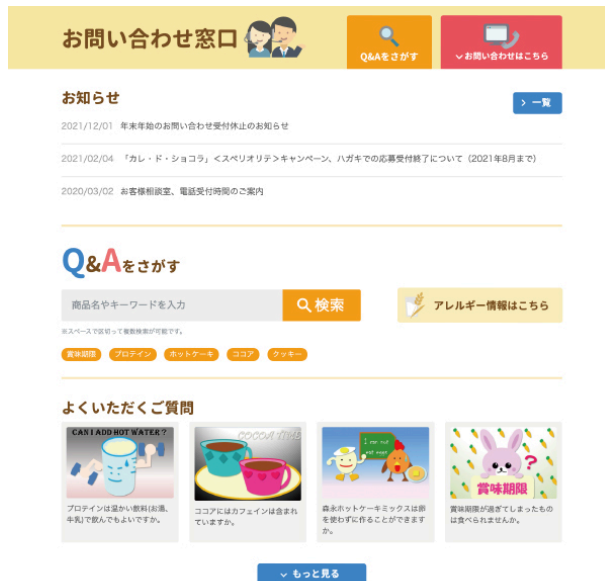 お問い合わせ窓口
Q&Aをさがす
お問い合わせはこちら
お知らせ
一覧
2021/12/01 年末年始のお問い合わせ受付休止のお知らせ
2021/02/04 「カレ・ド・ショコラ」＜スペリオリテ＞キャンペーン、ハガキでの応募受付終了について（2021年8月まで）
2020/03/02 お客様相談室、電話受付時間のご案内
Q&Aをさがす
商品名やキーワードを入力
検索
アレルギー情報はこちら
※スペースで区切って複数検索が可能です。
賞味期限 プロテイン ホットケーキ ココア クッキー
よくいただくご質問
CAN I ADD HOT WATER ?
プロテインは温かい飲料(お湯、
牛乳)で飲んでもよいですか。
COCOA TIME
ココアにはカフェインは含まれ
ていますか。
I can not
eat eggs
森永ホットケーキミックスは卵
を使わずに作ることができます
か。
?
賞味期限
賞味期限が過ぎてしまったもの
は食べられませんか。
もっと見る